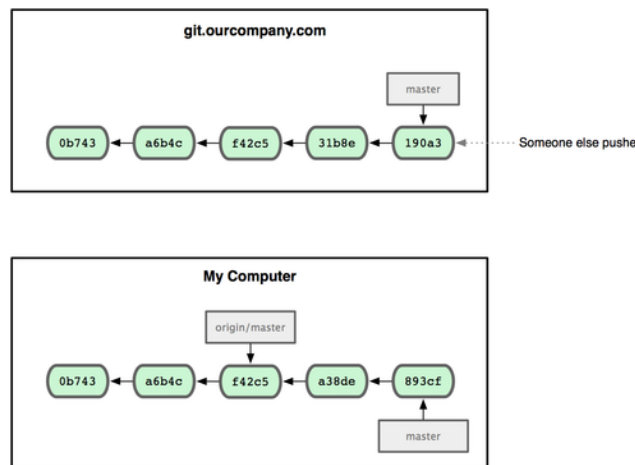 git.ourcompany.com
master
0b743 a6b4c f42c5 31b8e 190a3 Someone else pushe
My Computer
origin/master
0b743 a6b4c f42c5 a38de 893cf
master